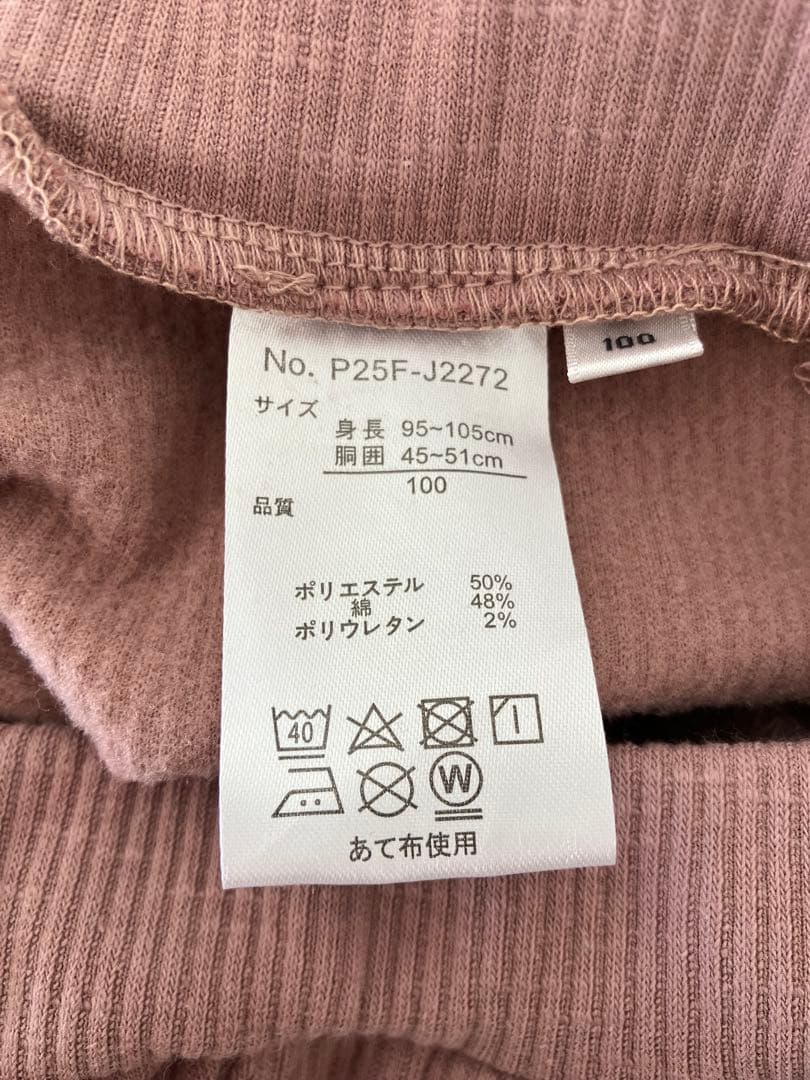 No. P25F-J2272
100
サイズ
身長 95~105cm
胴囲 45~51cm
100
品質
ポリエステル 50%
綿 48%
ポリウレタン 2%
40
W
あて布使用